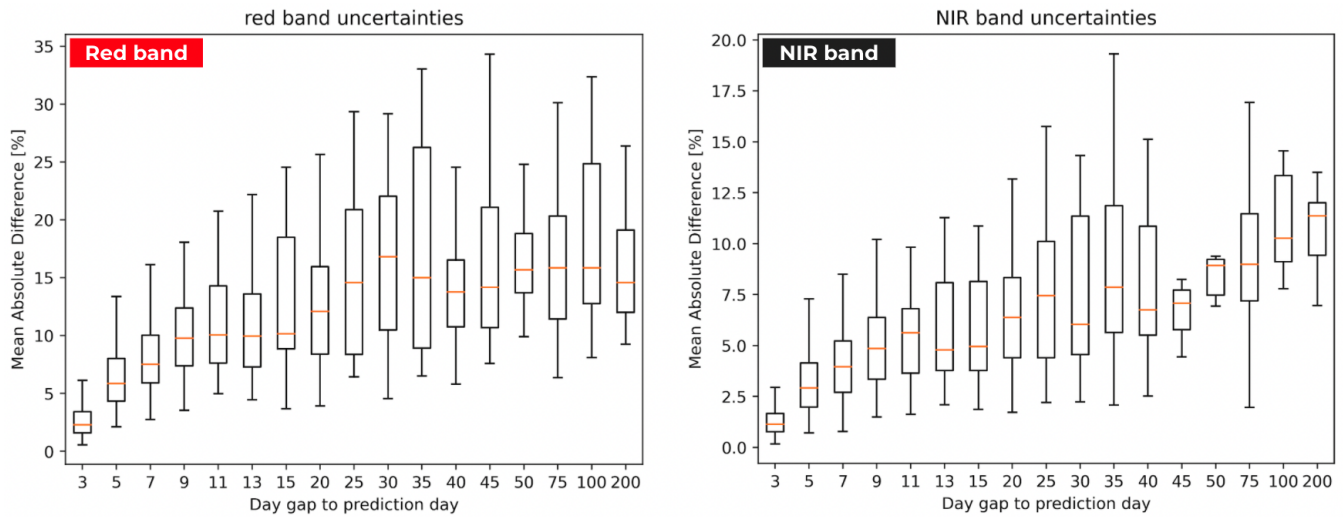 red band uncertainties
Red band
Mean Absolute Difference [%]
35
30
25
20
15
10
5
0
3 5 7 9 11 13 15 20 25 30 35 40 45 50 75 100 200
Day gap to prediction day
NIR band uncertainties
NIR band
Mean Absolute Difference [%]
20.0
17.5
15.0
12.5
10.0
7.5
5.0
2.5
0.0
3 5 7 9 11 13 15 20 25 30 35 40 45 50 75 100 200
Day gap to prediction day